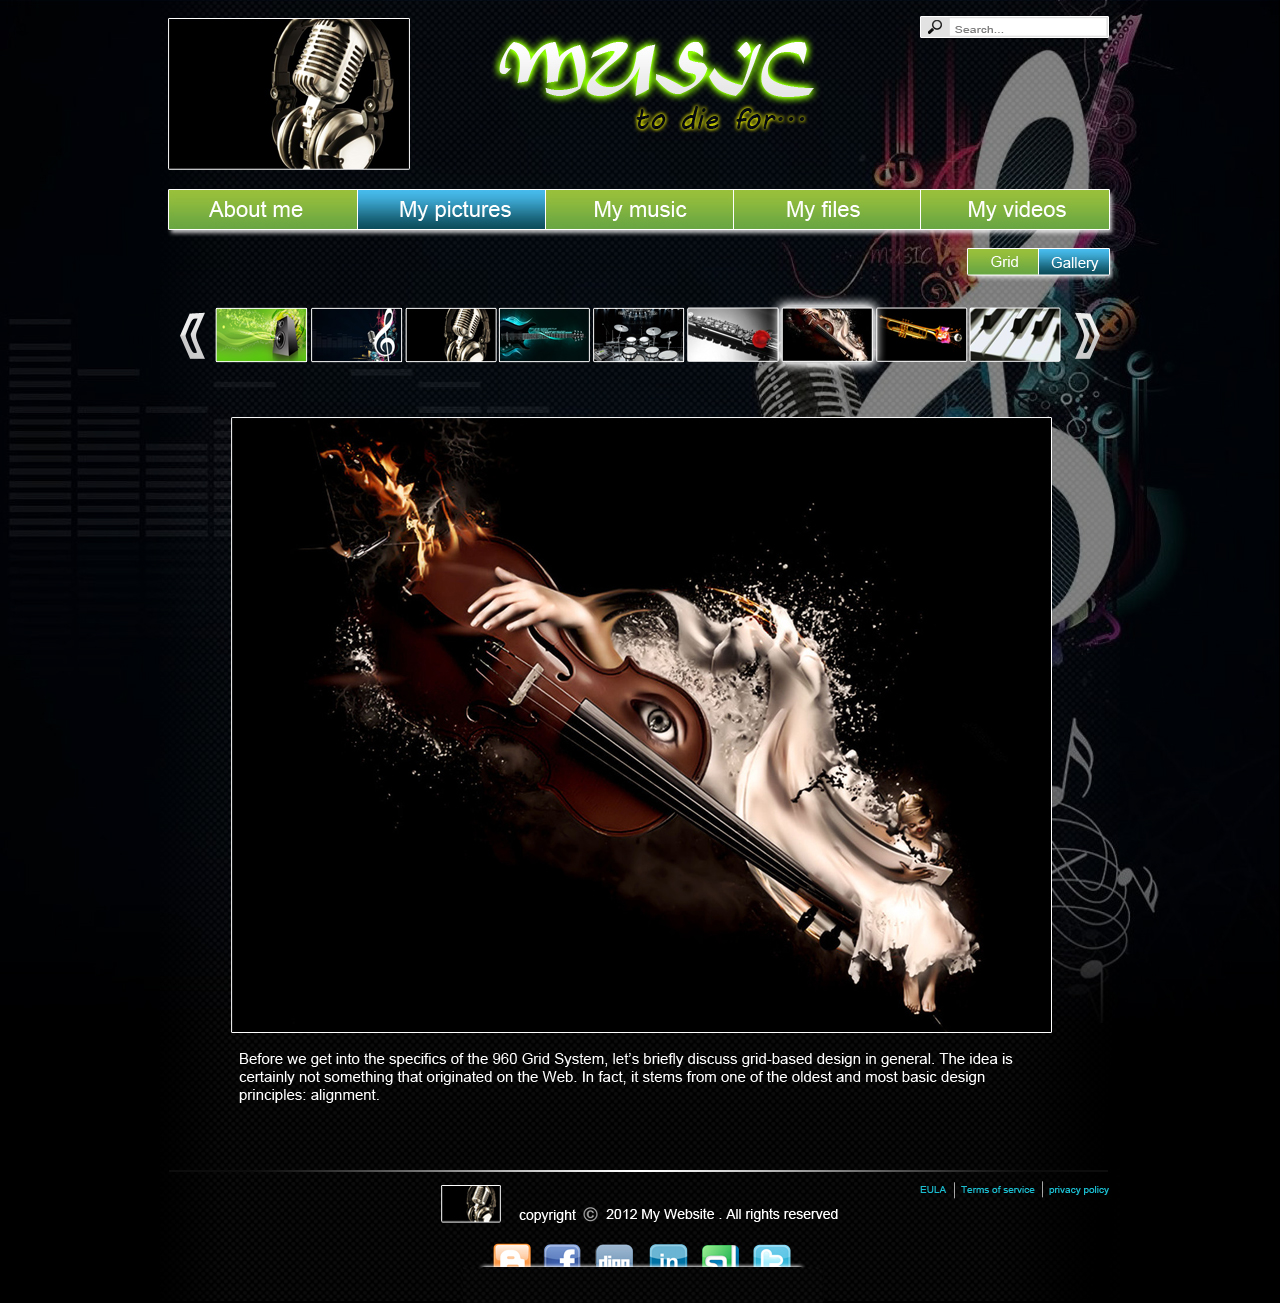 Search...
MUSIC
to die for...
About me
My pictures
My music
My files
My videos
MUSIC
Grid
Gallery
Before we get into the specifics of the 960 Grid System, let's briefly discuss grid-based design in general. The idea is
certainly not something that originated on the Web. In fact, it stems from one of the oldest and most basic design
principles: alignment.
EULA
Terms of service
privacy policy
copyright © 2012 My Website . All rights reserved
digg
in